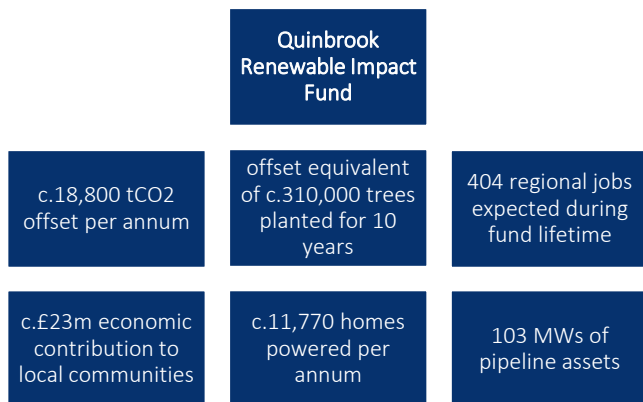 Quinbrook
Renewable Impact
Fund
c.18,800 tCO2
offset per annum
offset equivalent
of c.310,000 trees
planted for 10
years
404 regional jobs
expected during
fund lifetime
c.£23m economic
contribution to
local communities
c.11,770 homes
powered per
annum
103 MWs of
pipeline assets